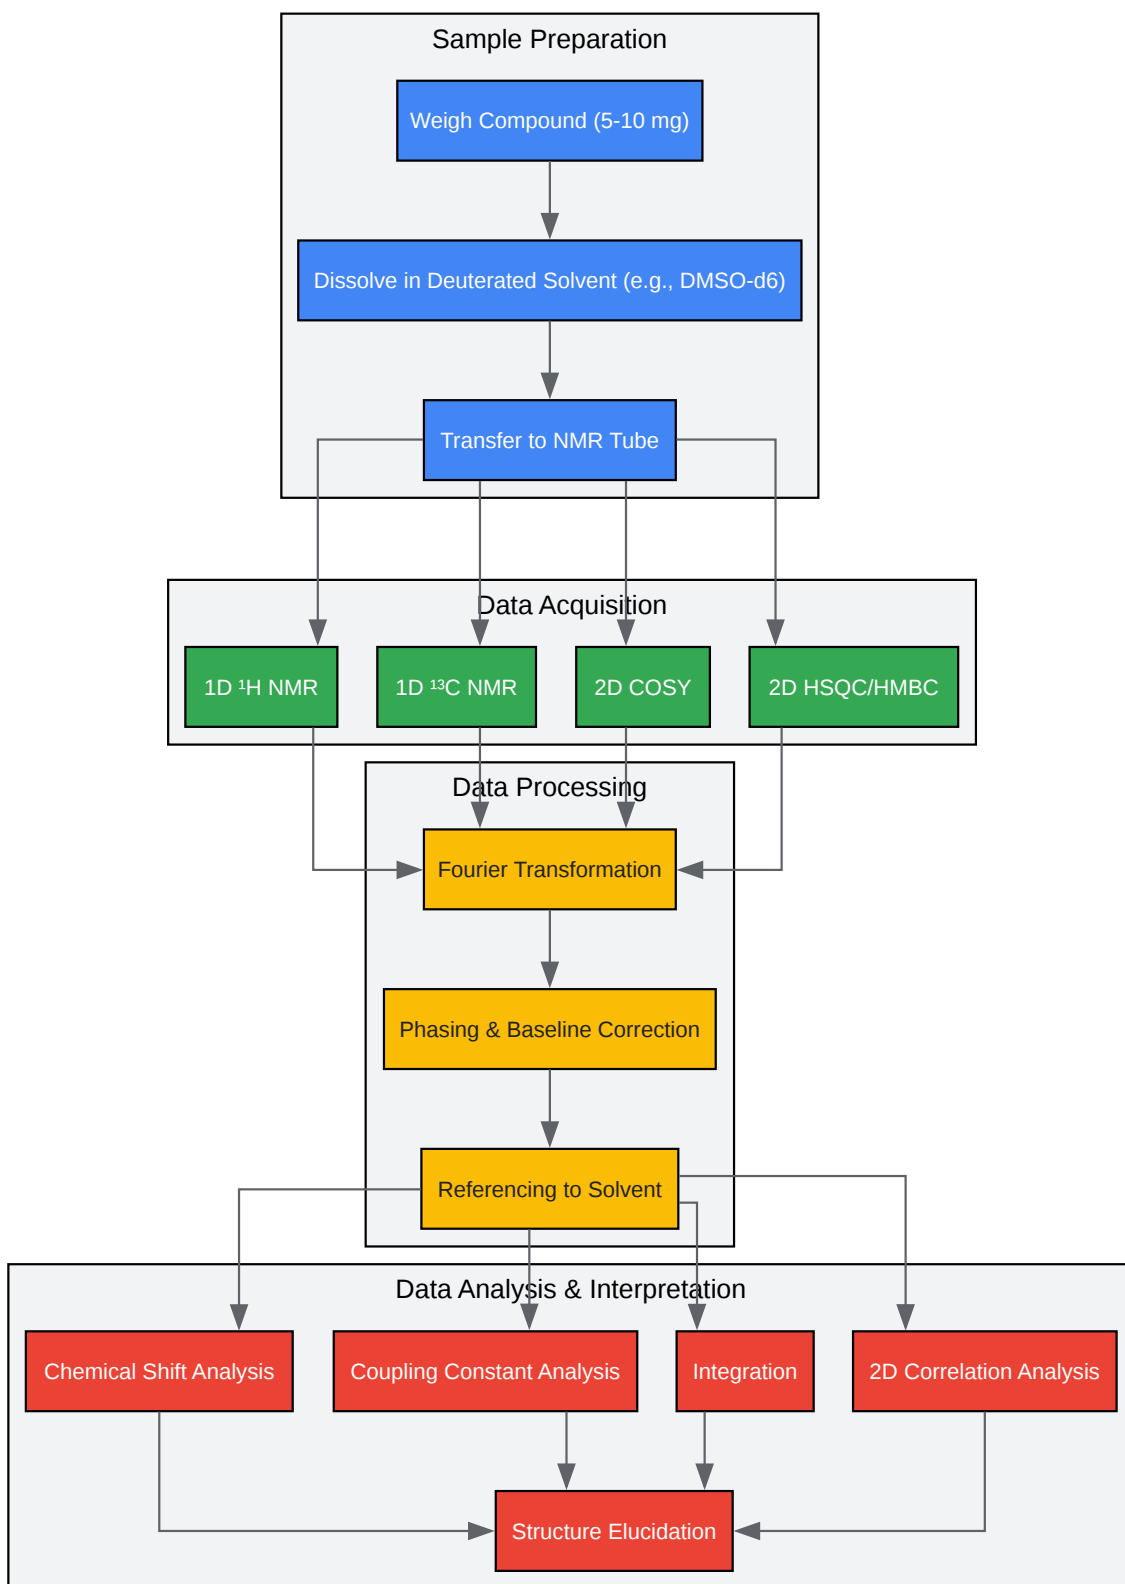 Sample Preparation
Weigh Compound (5-10 mg)
Dissolve in Deuterated Solvent (e.g., DMSO-d6)
Transfer to NMR Tube
Data Acquisition
1D ¹H NMR
1D ¹³C NMR
2D COSY
2D HSQC/HMBC
Data Processing
Fourier Transformation
Phasing & Baseline Correction
Referencing to Solvent
Data Analysis & Interpretation
Chemical Shift Analysis
Coupling Constant Analysis
Integration
2D Correlation Analysis
Structure Elucidation